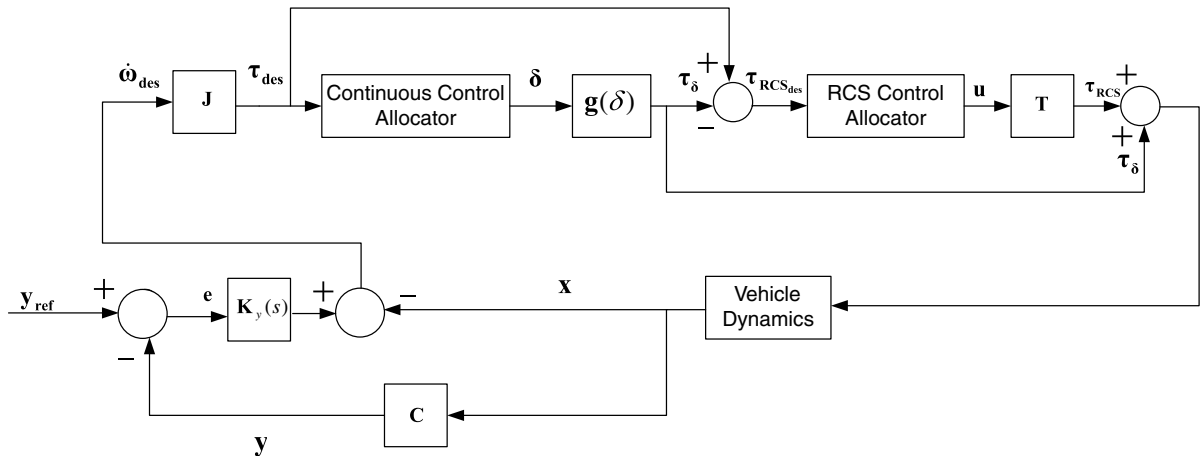 ω̇des
J
τdes
Continuous Control
Allocator
δ
g(δ)
τδ
+
−
τRCSdes
RCS Control
Allocator
u
T
τRCS
+
+
τδ
yref
+
−
e
Ky(s)
+
−
x
Vehicle
Dynamics
C
y